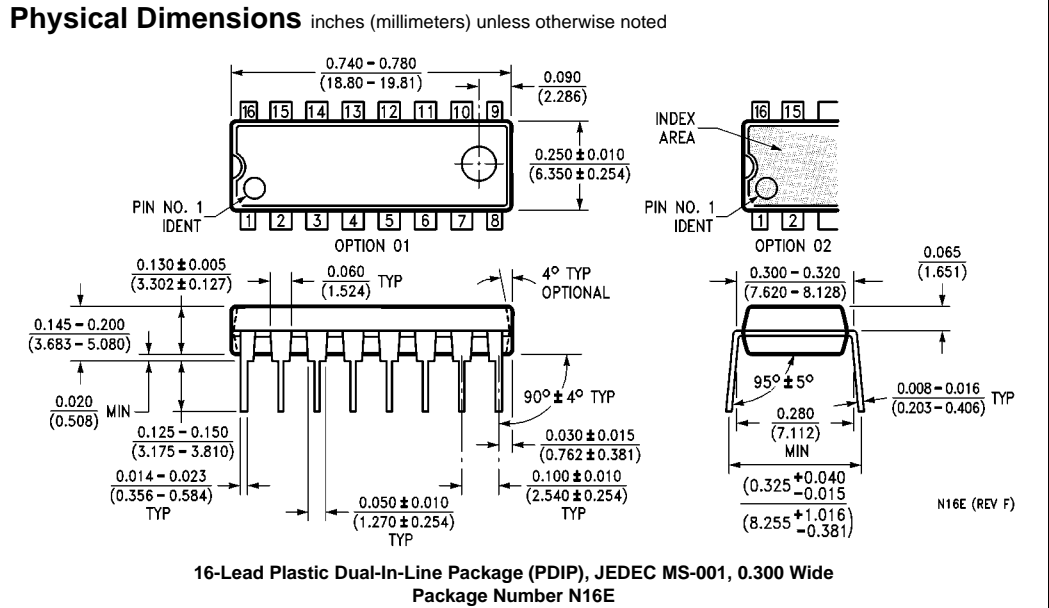 Physical Dimensions inches (millimeters) unless otherwise noted
0.740 – 0.780
(18.80 – 19.81)
0.090
(2.286)
16 15 14 13 12 11 10 9
16 15
INDEX
AREA
0.250 ± 0.010
(6.350 ± 0.254)
PIN NO. 1
IDENT
1 2 3 4 5 6 7 8
OPTION 01
PIN NO. 1
IDENT
1 2
OPTION 02
0.130 ± 0.005
(3.302 ± 0.127)
0.060
(1.524)
TYP
4° TYP
OPTIONAL
0.300 – 0.320
(7.620 – 8.128)
0.065
(1.651)
0.145 – 0.200
(3.683 – 5.080)
0.020
(0.508)
MIN
0.125 – 0.150
(3.175 – 3.810)
90° ± 4° TYP
95° ± 5°
0.008 – 0.016
(0.203 – 0.406)
TYP
0.280
(7.112)
MIN
0.030 ± 0.015
(0.762 ± 0.381)
0.014 – 0.023
(0.356 – 0.584)
TYP
0.050 ± 0.010
(1.270 ± 0.254)
TYP
0.100 ± 0.010
(2.540 ± 0.254)
TYP
(0.325 +0.040
–0.015
(8.255 +1.016
–0.381)
N16E (REV F)
16-Lead Plastic Dual-In-Line Package (PDIP), JEDEC MS-001, 0.300 Wide
Package Number N16E